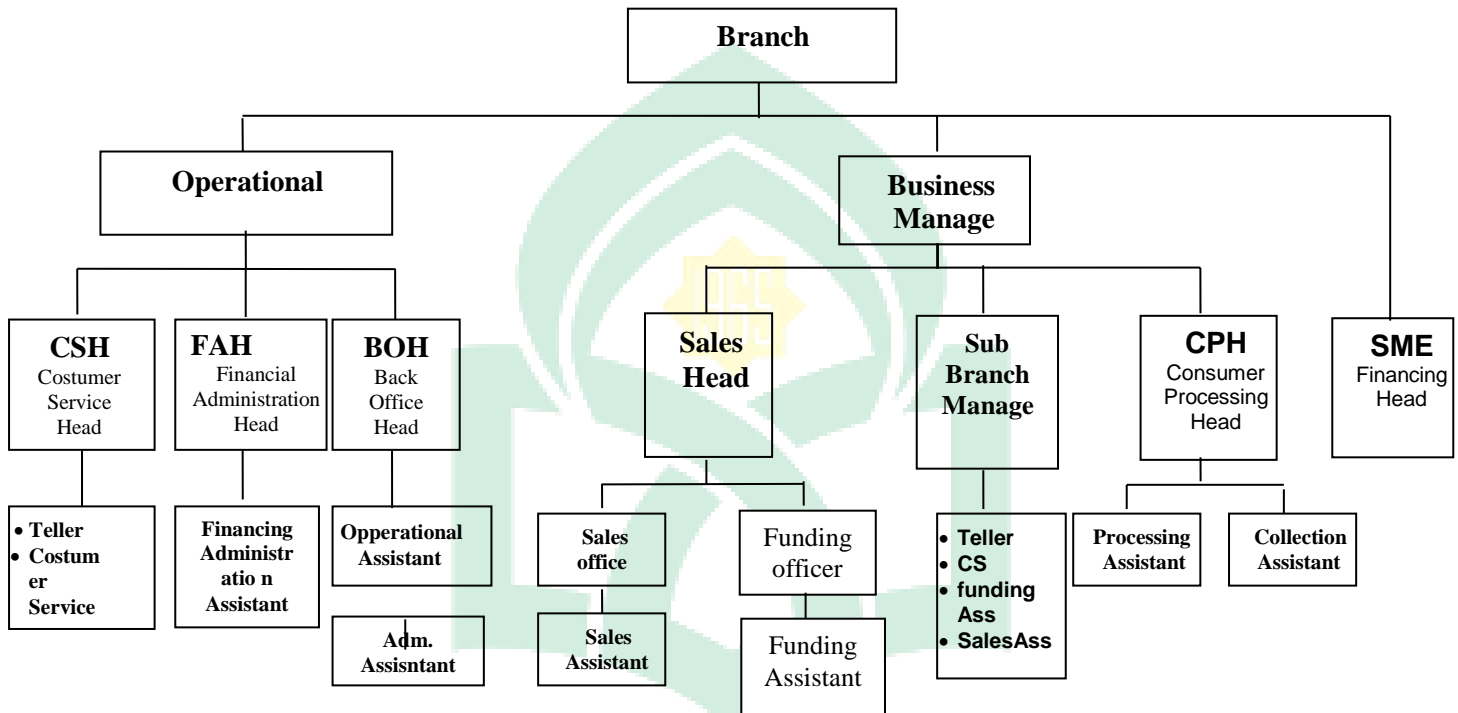 Branch
Operational
Business
Manage
CSH
Costumer
Service
Head
FAH
Financial
Administration
Head
BOH
Back
Office
Head
Sales
Head
Sub
Branch
Manage
CPH
Consumer
Processing
Head
SME
Financing
Head
• Teller
• Costum
er
Service
Financing
Administr
atio n
Assistant
Opperational
Assistant
Adm.
Assisntant
Sales
office
Sales
Assistant
Funding
officer
Funding
Assistant
• Teller
• CS
• funding
Ass
• SalesAss
Processing
Assistant
Collection
Assistant